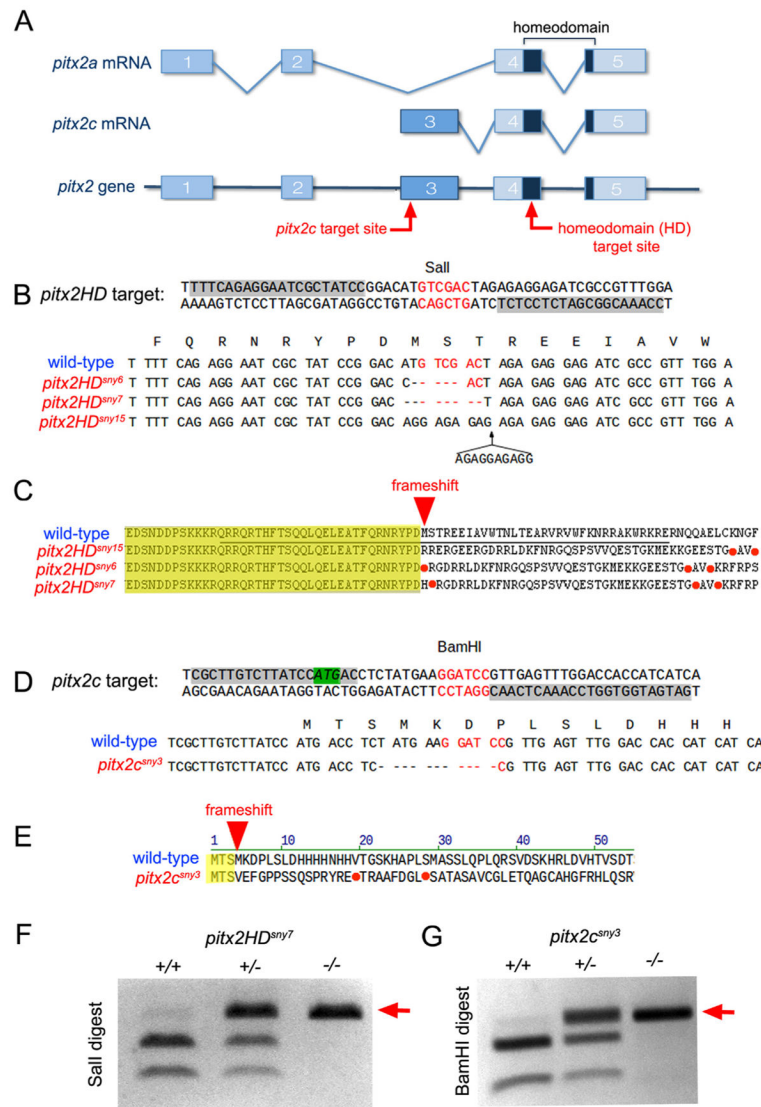 A
homeodomain
pitx2a mRNA 1 2 4 5
pitx2c mRNA 3 4 5
pitx2 gene 1 2 3 4 5
pitx2c target site
homeodomain (HD) target site
B
SalI
pitx2HD target:
TTTTCAGAGGAATCGCTATCCGGACATGTCGACTAGAGAGGAGATCGCCGTTTGGA
AAAAGTCTCCTTAGCGATAGGCCTGTACAGCTGATCTCTCCTCTAGCGGCAAACCT
F Q R N R Y P D M S T R E E I A V W
wild-type T TTT CAG AGG AAT CGC TAT CCG GAC ATG TCG ACT AGA GAG GAG ATC GCC GTT TGG A
pitx2HDsny6 T TTT CAG AGG AAT CGC TAT CCG GAC C-- --- ACT AGA GAG GAG ATC GCC GTT TGG A
pitx2HDsny7 T TTT CAG AGG AAT CGC TAT CCG GAC --- --- --T AGA GAG GAG ATC GCC GTT TGG A
pitx2HDsny15 T TTT CAG AGG AAT CGC TAT CCG GAC AGG AGA GAG AGA GAG GAG ATC GCC GTT TGG A
AGAGGAGAGG
C
frameshift
wild-type EDSNDDPSKKKRQRRQRTHFTSQQLQELEATFQRNRYPDMSTREEIAVWTNLTEARVRVWFKNRRAKWRKRERNQQAELCKNGF
pitx2HDsny15 EDSNDDPSKKKRQRRQRTHFTSQQLQELEATFQRNRYPDRRERGEERGDRRLDKFNRGQSPSVVQESTGKMEKKGEESTG●AV●
pitx2HDsny6 EDSNDDPSKKKRQRRQRTHFTSQQLQELEATFQRNRYPD●RGDRRLDKFNRGQSPSVVQESTGKMEKKGEESTG●AV●KRFRPS
pitx2HDsny7 EDSNDDPSKKKRQRRQRTHFTSQQLQELEATFQRNRYPDH●RGDRRLDKFNRGQSPSVVQESTGKMEKKGEESTG●AV●KRFRP
D
BamHI
pitx2c target:
TCGCTTGTCTTATCCATGACCTCTATGAAGGATCCGTTGAGTTTGGACCACCATCATCA
AGCGAACAGAATAGGTACTGGAGATACTTCCTAGGCAACTCAAACCTGGTGGTAGTAGT
M T S M K D P L S L D H H H
wild-type TCGCTTGTCTTATCC ATG ACC TCT ATG AAG GAT CCG TTG AGT TTG GAC CAC CAT CAT CA
pitx2csny3 TCGCTTGTCTTATCC ATG ACC TCT --- --- --- -CG TTG AGT TTG GAC CAC CAT CAT CA
E
frameshift
1 10 20 30 40 50
wild-type MTSMKDPLSLDHHHHNHHVTGSKHAPLSMASSLQPLQRSVDSKHRLDVHTVSDT
pitx2csny3 MTSVEFGPPSSQSPRYRE●TRAAFDGL●SATASAVCGLETQAGCAHGFRHLQSR
F
pitx2HDsny7
+/+ +/- -/-
SalI digest
G
pitx2csny3
+/+ +/- -/-
BamHI digest